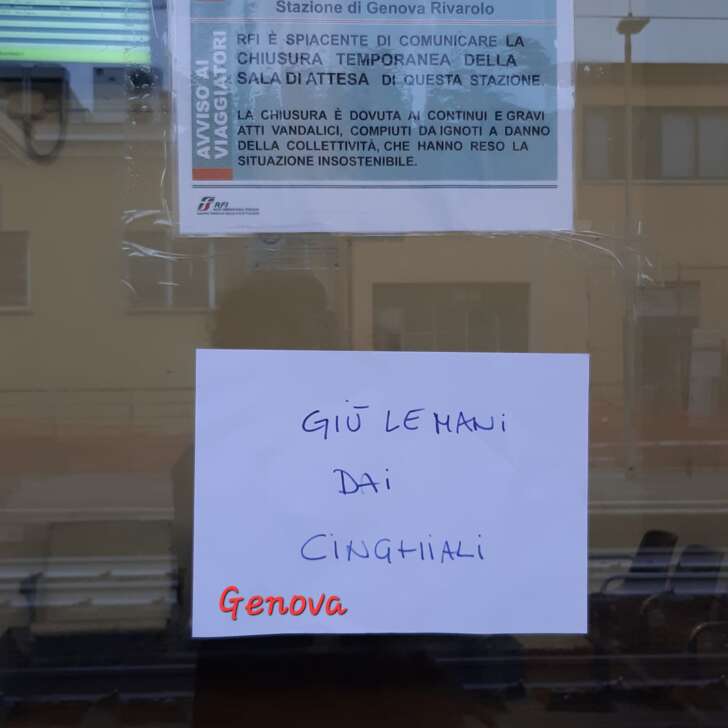 Stazione di Genova Rivarolo
AVVISO AI
VIAGGIATORI
RFI È SPIACENTE DI COMUNICARE LA
CHIUSURA TEMPORANEA DELLA
SALA DI ATTESA DI QUESTA STAZIONE.
LA CHIUSURA È DOVUTA AI CONTINUI E GRAVI
ATTI VANDALICI, COMPIUTI DA IGNOTI A DANNO
DELLA COLLETTIVITÀ, CHE HANNO RESO LA
SITUAZIONE INSOSTENIBILE.
RFI
GIÙ LE MANI
DAI
CINGHIALI
Genova